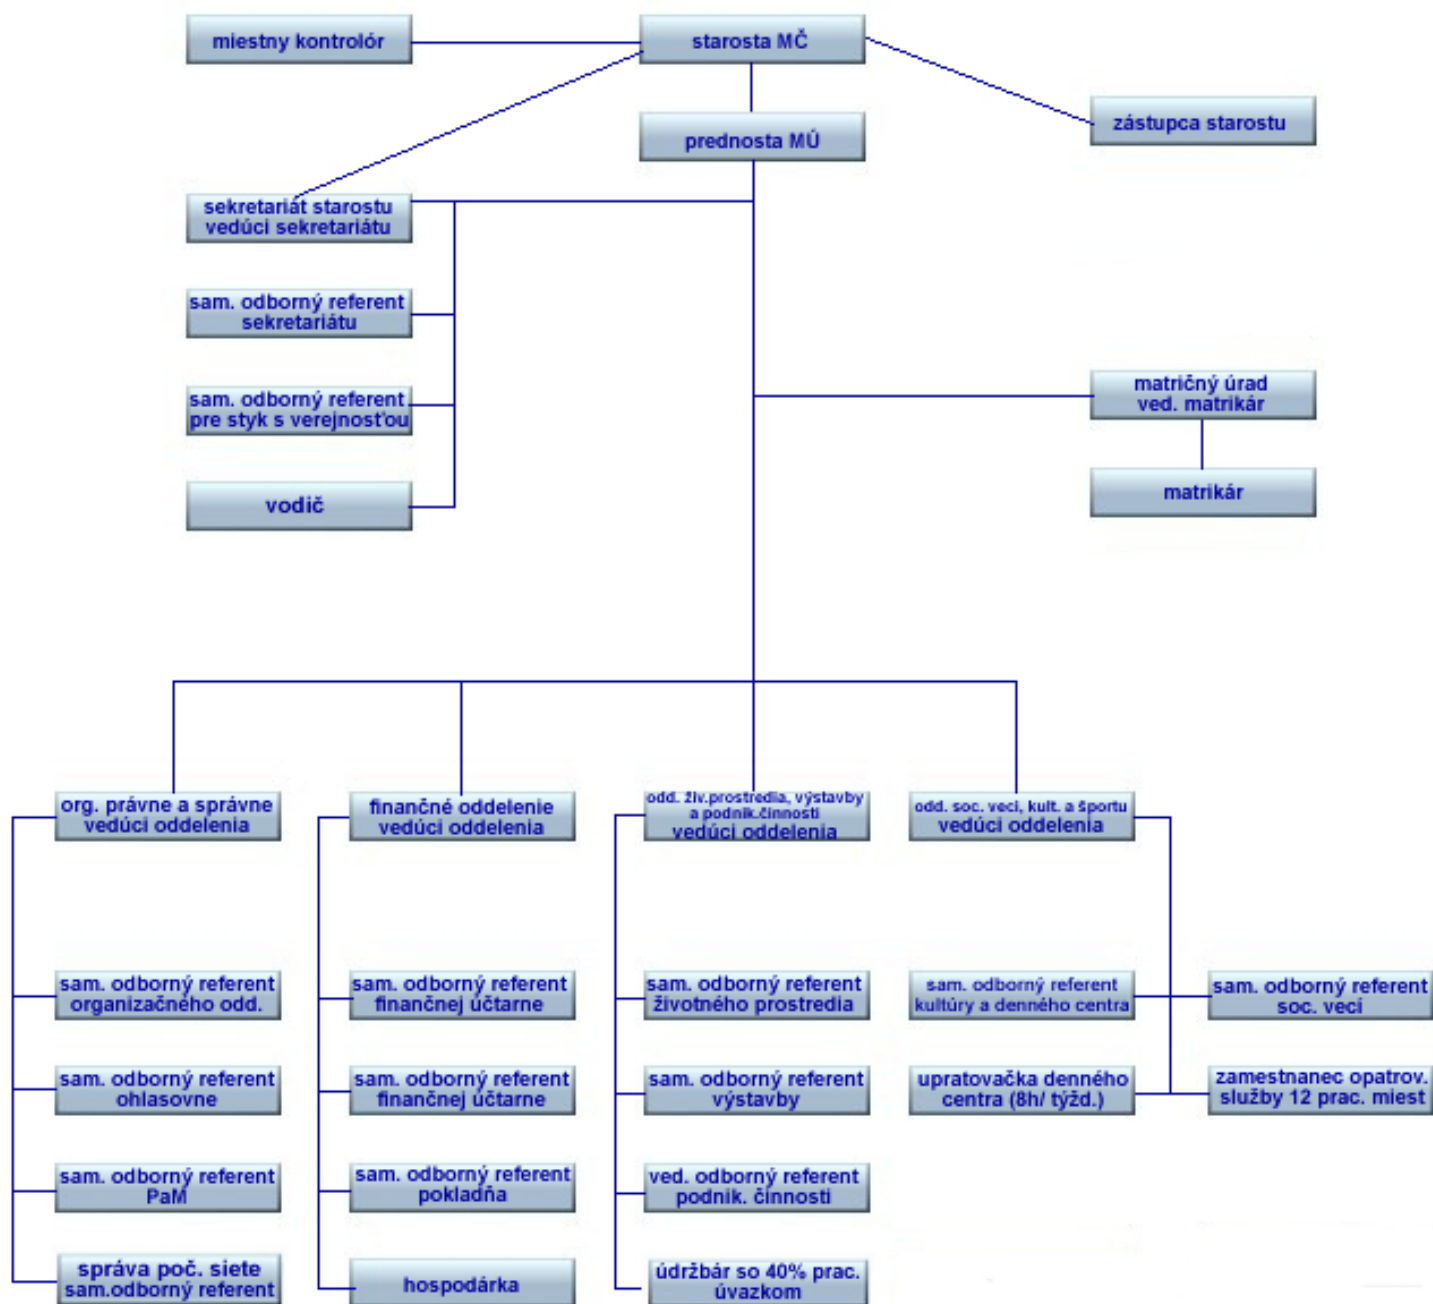 miestny kontrolór
starosta MČ
zástupca starostu
prednosta MÚ
sekretariát starostu
vedúci sekretariátu
sam. odborný referent
sekretariátu
sam. odborný referent
pre styk s verejnosťou
vodič
matričný úrad
ved. matrikár
matrikár
org. právne a správne
vedúci oddelenia
finančné oddelenie
vedúci oddelenia
odd. živ.prostredia, výstavby
a podnik.činnosti
vedúci oddelenia
odd. soc. veci, kult. a športu
vedúci oddelenia
sam. odborný referent
organizačného odd.
sam. odborný referent
finančnej účtarne
sam. odborný referent
životného prostredia
sam. odborný referent
kultúry a denného centra
sam. odborný referent
soc. vecí
sam. odborný referent
ohlasovne
sam. odborný referent
finančnej účtarne
sam. odborný referent
výstavby
upratovačka denného
centra (8h/ týžd.)
zamestnanec opatrov.
služby 12 prac. miest
sam. odborný referent
PaM
sam. odborný referent
pokladňa
ved. odborný referent
podnik. činnosti
správa poč. siete
sam.odborný referent
hospodárka
údržbár so 40% prac.
úvazkom